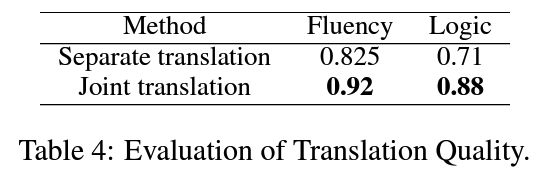 Method Fluency Logic
Separate translation 0.825 0.71
Joint translation 0.92 0.88
Table 4: Evaluation of Translation Quality.